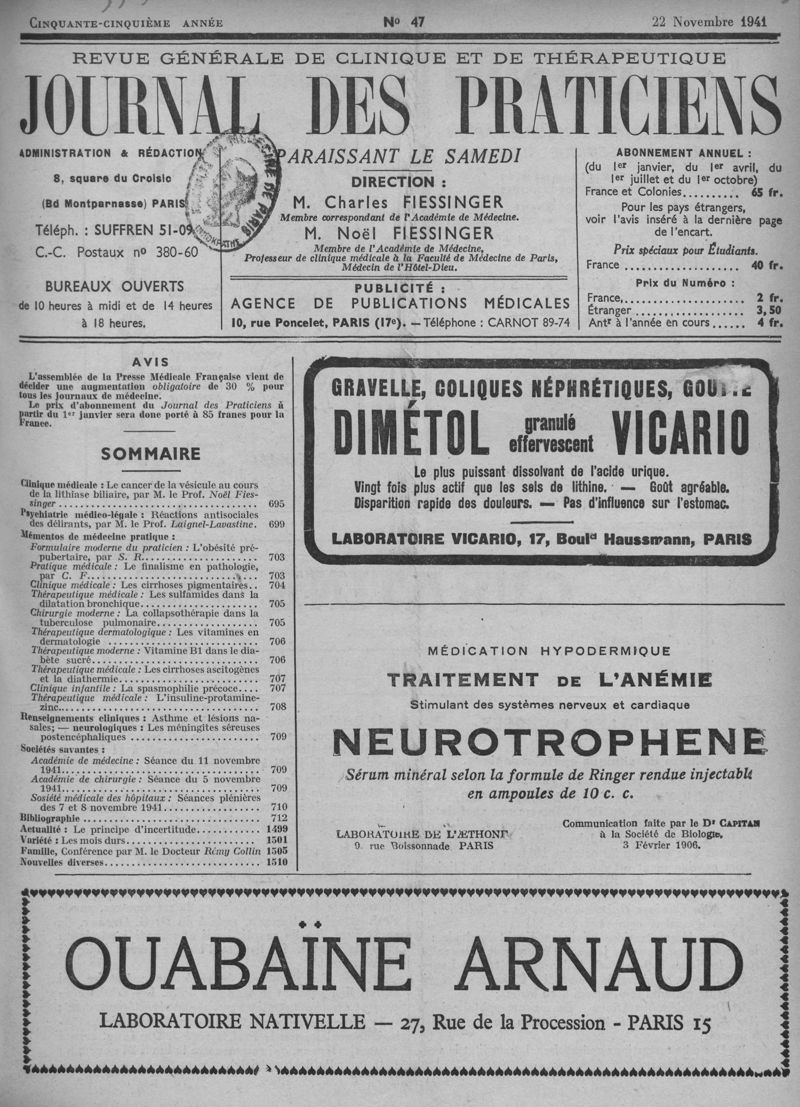 CINQUANTE-CINQUIÈME ANNÉE
No 47
22 Novembre 1941
REVUE GÉNÉRALE DE CLINIQUE ET DE THÉRAPEUTIQUE
JOURNAL DES PRATICIENS
ADMINISTRATION & RÉDACTION
8, square du Croisic
(Bd Montparnasse) PARIS
Téléph. : SUFFREN 51-09
C.-C. Postaux no 380-60
BUREAUX OUVERTS
de 10 heures à midi et de 14 heures
à 18 heures.
PARAISSANT LE SAMEDI
DIRECTION :
M. Charles FIESSINGER
Membre correspondant de l'Académie de Médecine.
M. Noël FIESSINGER
Membre de l'Académie de Médecine,
Professeur de clinique médicale à la Faculté de Médecine de Paris,
Médecin de l'Hôtel-Dieu.
PUBLICITÉ :
AGENCE DE PUBLICATIONS MÉDICALES
10, rue Poncelet, PARIS (17e). — Téléphone : CARNOT 89-74
ABONNEMENT ANNUEL :
(du 1er janvier, du 1er avril, du
1er juillet et du 1er octobre)
France et Colonies.......... 65 fr.
Pour les pays étrangers,
voir l'avis inséré à la dernière page
de l'encart.
Prix spéciaux pour Étudiants.
France .................... 40 fr.
Prix du Numéro :
France,..................... 2 fr.
Étranger .................... 3,50
Antr à l'année en cours ...... 4 fr.
AVIS
L'assemblée de la Presse Médicale Française vient de
décider une augmentation obligatoire de 30 % pour
tous les journaux de médecine.
Le prix d'abonnement du Journal des Praticiens à
partir du 1er janvier sera donc porté à 85 francs pour la
France.
SOMMAIRE
Clinique médicale : Le cancer de la vésicule au cours
de la lithiase biliaire, par M. le Prof. Noël Fies-
singer .................................... 695
Psychiatrie médico-légale : Réactions antisociales
des délirants, par M. le Prof. Laignel-Lavastine. 699
Mémentos de médecine pratique :
Formulaire moderne du praticien : L'obésité pré-
pubertaire, par S. R. .................... 703
Pratique médicale : Le finalisme en pathologie,
par C. F. ............................ 703
Clinique médicale : Les cirrhoses pigmentaires.. 704
Thérapeutique médicale : Les sulfamides dans la
dilatation bronchique..................... 705
Chirurgie moderne : La collapsothérapie dans la
tuberculose pulmonaire.................... 705
Thérapeutique dermatologique : Les vitamines en
dermatologie ............................ 706
Thérapeutique moderne : Vitamine B1 dans le dia-
bète sucré............................... 706
Thérapeutique médicale : Les cirrhoses ascitogènes
et la diathermie.......................... 707
Clinique infantile : La spasmophilie précoce.... 707
Thérapeutique médicale : L'insuline-protamine-
zinc..................................... 708
Renseignements cliniques : Asthme et lésions na-
sales; — neurologiques : Les méningites séreuses
postencéphaliques ......................... 709
Sociétés savantes :
Académie de médecine : Séance du 11 novembre
1941..................................... 709
Académie de chirurgie : Séance du 5 novembre
1941..................................... 709
Sosiété médicale des hôpitaux : Séances plénières
des 7 et 8 novembre 1941................... 710
Bibliographie ............................. 712
Actualité : Le principe d'incertitude............ 1499
Variété : Les mois durs........................ 1501
Famille, Conférence par M. le Docteur Rémy Collin 1505
Nouvelles diverses............................ 1510
GRAVELLE, COLIQUES NÉPHRÉTIQUES, GOUTTE
DIMÉTOL granulé effervescent VICARIO
Le plus puissant dissolvant de l'acide urique.
Vingt fois plus actif que les sels de lithine. — Goût agréable.
Disparition rapide des douleurs. — Pas d'influence sur l'estomac.
LABORATOIRE VICARIO, 17, Bould Haussmann, PARIS
MÉDICATION HYPODERMIQUE
TRAITEMENT DE L'ANÉMIE
Stimulant des systèmes nerveux et cardiaque
NEUROTROPHENE
Sérum minéral selon la formule de Ringer rendue injectable
en ampoules de 10 c. c.
LABORATOIRE DE L'ÆTHONE
9, rue Boissonnade PARIS
Communication faite par le Dr CAPITAN
à la Société de Biologie,
3 Février 1906.
OUABAÏNE ARNAUD
LABORATOIRE NATIVELLE — 27, Rue de la Procession - PARIS 15